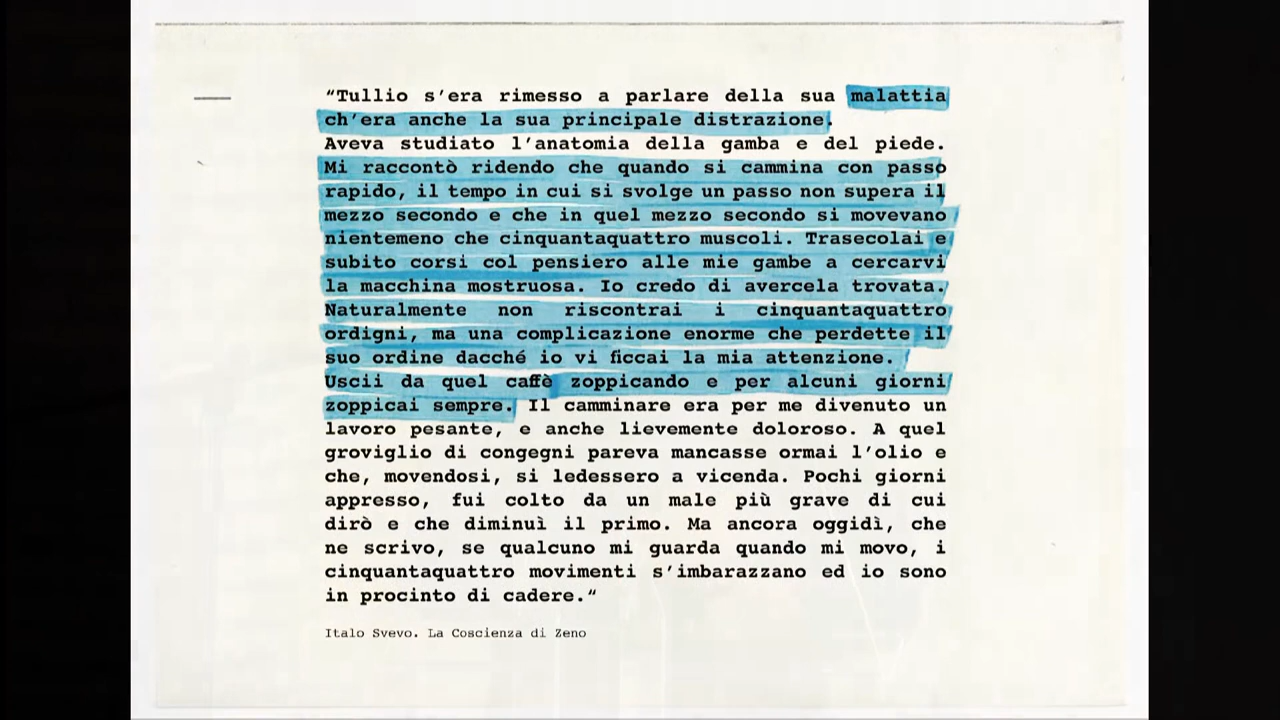 “Tullio s’era rimesso a parlare della sua malattia
ch’era anche la sua principale distrazione.
Aveva studiato l’anatomia della gamba e del piede.
Mi raccontò ridendo che quando si cammina con passo
rapido, il tempo in cui si svolge un passo non supera il
mezzo secondo e che in quel mezzo secondo si movevano
nientemeno che cinquantaquattro muscoli. Trasecolai e
subito corsi col pensiero alle mie gambe a cercarvi
la macchina mostruosa. Io credo di avercela trovata.
Naturalmente non riscontrai i cinquantaquattro
ordigni, ma una complicazione enorme che perdette il
suo ordine dacché io vi ficcai la mia attenzione.
Uscii da quel caffè zoppicando e per alcuni giorni
zoppicai sempre. Il camminare era per me divenuto un
lavoro pesante, e anche lievemente doloroso. A quel
groviglio di congegni pareva mancasse ormai l’olio e
che, movendosi, si ledessero a vicenda. Pochi giorni
appresso, fui colto da un male più grave di cui
dirò e che diminuì il primo. Ma ancora oggidì, che
ne scrivo, se qualcuno mi guarda quando mi movo, i
cinquantaquattro movimenti s’imbarazzano ed io sono
in procinto di cadere.“
Italo Svevo. La Coscienza di Zeno